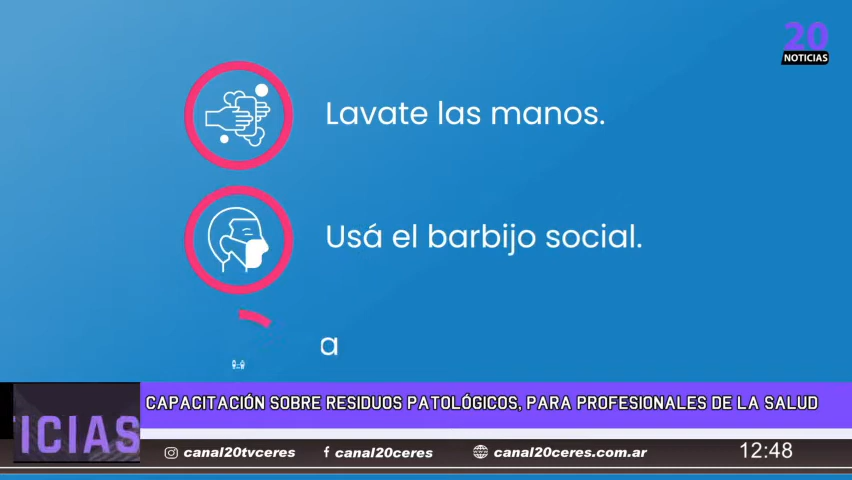 20
NOTICIAS
Lavate las manos.
Usá el barbijo social.
a
CAPACITACIÓN SOBRE RESIDUOS PATOLÓGICOS, PARA PROFESIONALES DE LA SALUD
ICIAS
canal20tvceres canal20ceres canal20ceres.com.ar 12:48